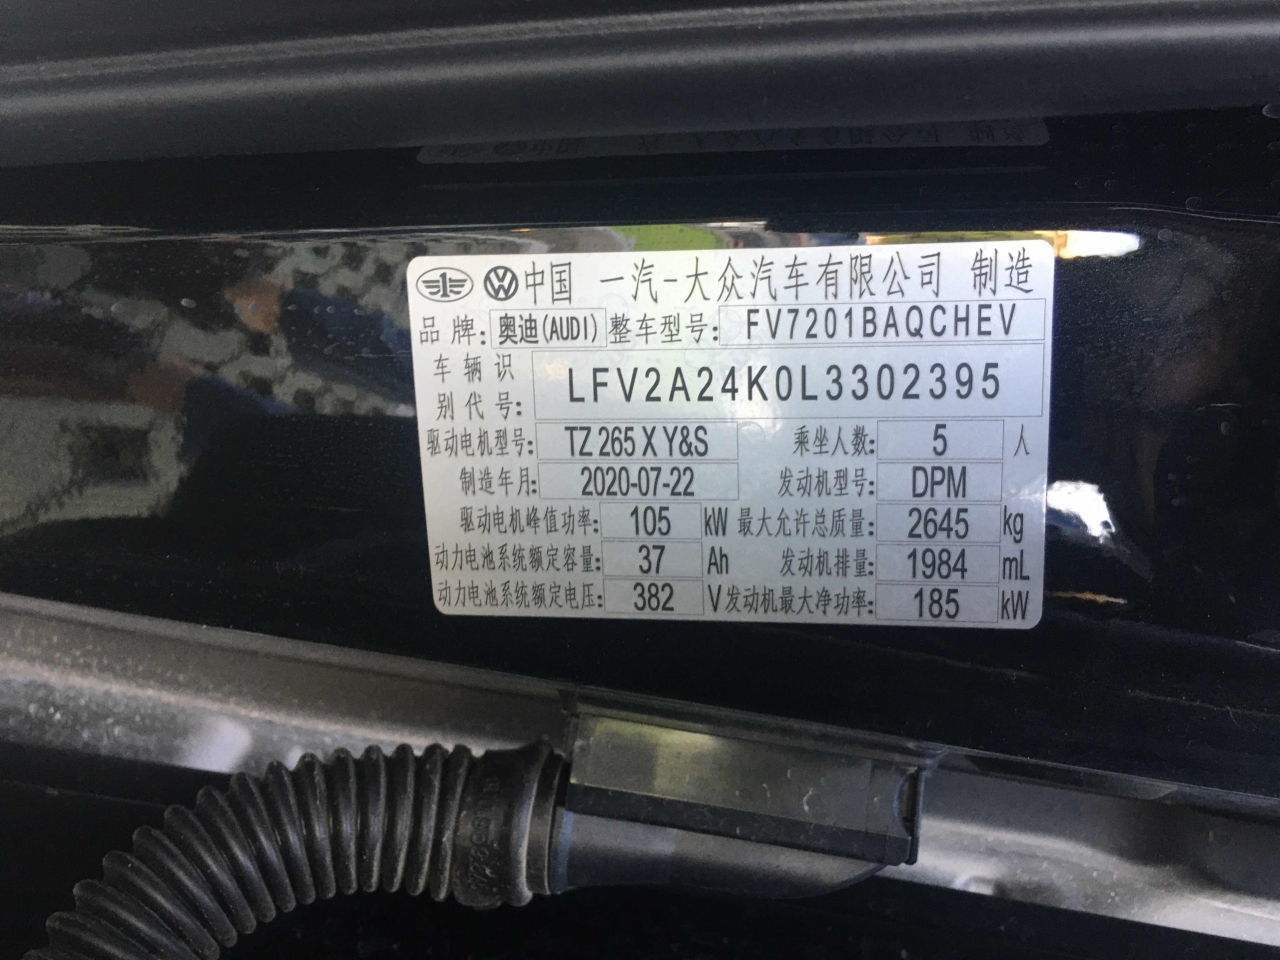 中国 一汽-大众汽车有限公司 制造
品牌: 奥迪(AUDI) 整车型号: FV7201BAQCHEV
车辆识别代号: LFV2A24K0L3302395
驱动电机型号: TZ265XY&S 乘坐人数: 5 人
制造年月: 2020-07-22 发动机型号: DPM
驱动电机峰值功率: 105 kW 最大允许总质量: 2645 kg
动力电池系统额定容量: 37 Ah 发动机排量: 1984 mL
动力电池系统额定电压: 382 V 发动机最大净功率: 185 kW